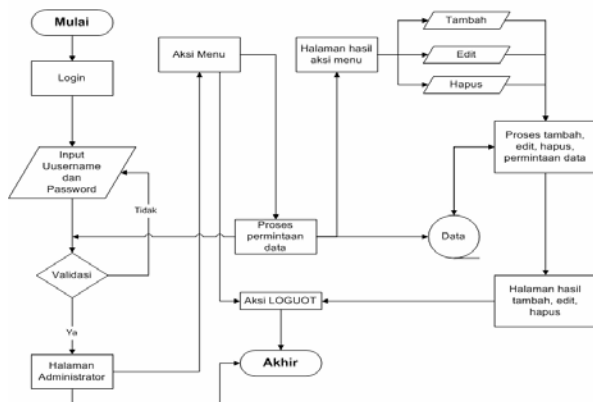 Mulai
Login
Input
Uusername
dan
Password
Tidak
Validasi
Ya
Halaman
Administrator
Aksi Menu
Proses
permintaan
data
Aksi LOGUOT
Akhir
Halaman hasil
aksi menu
Tambah
Edit
Hapus
Proses tambah,
edit, hapus,
permintaan data
Data
Halaman hasil
tambah, edit,
hapus